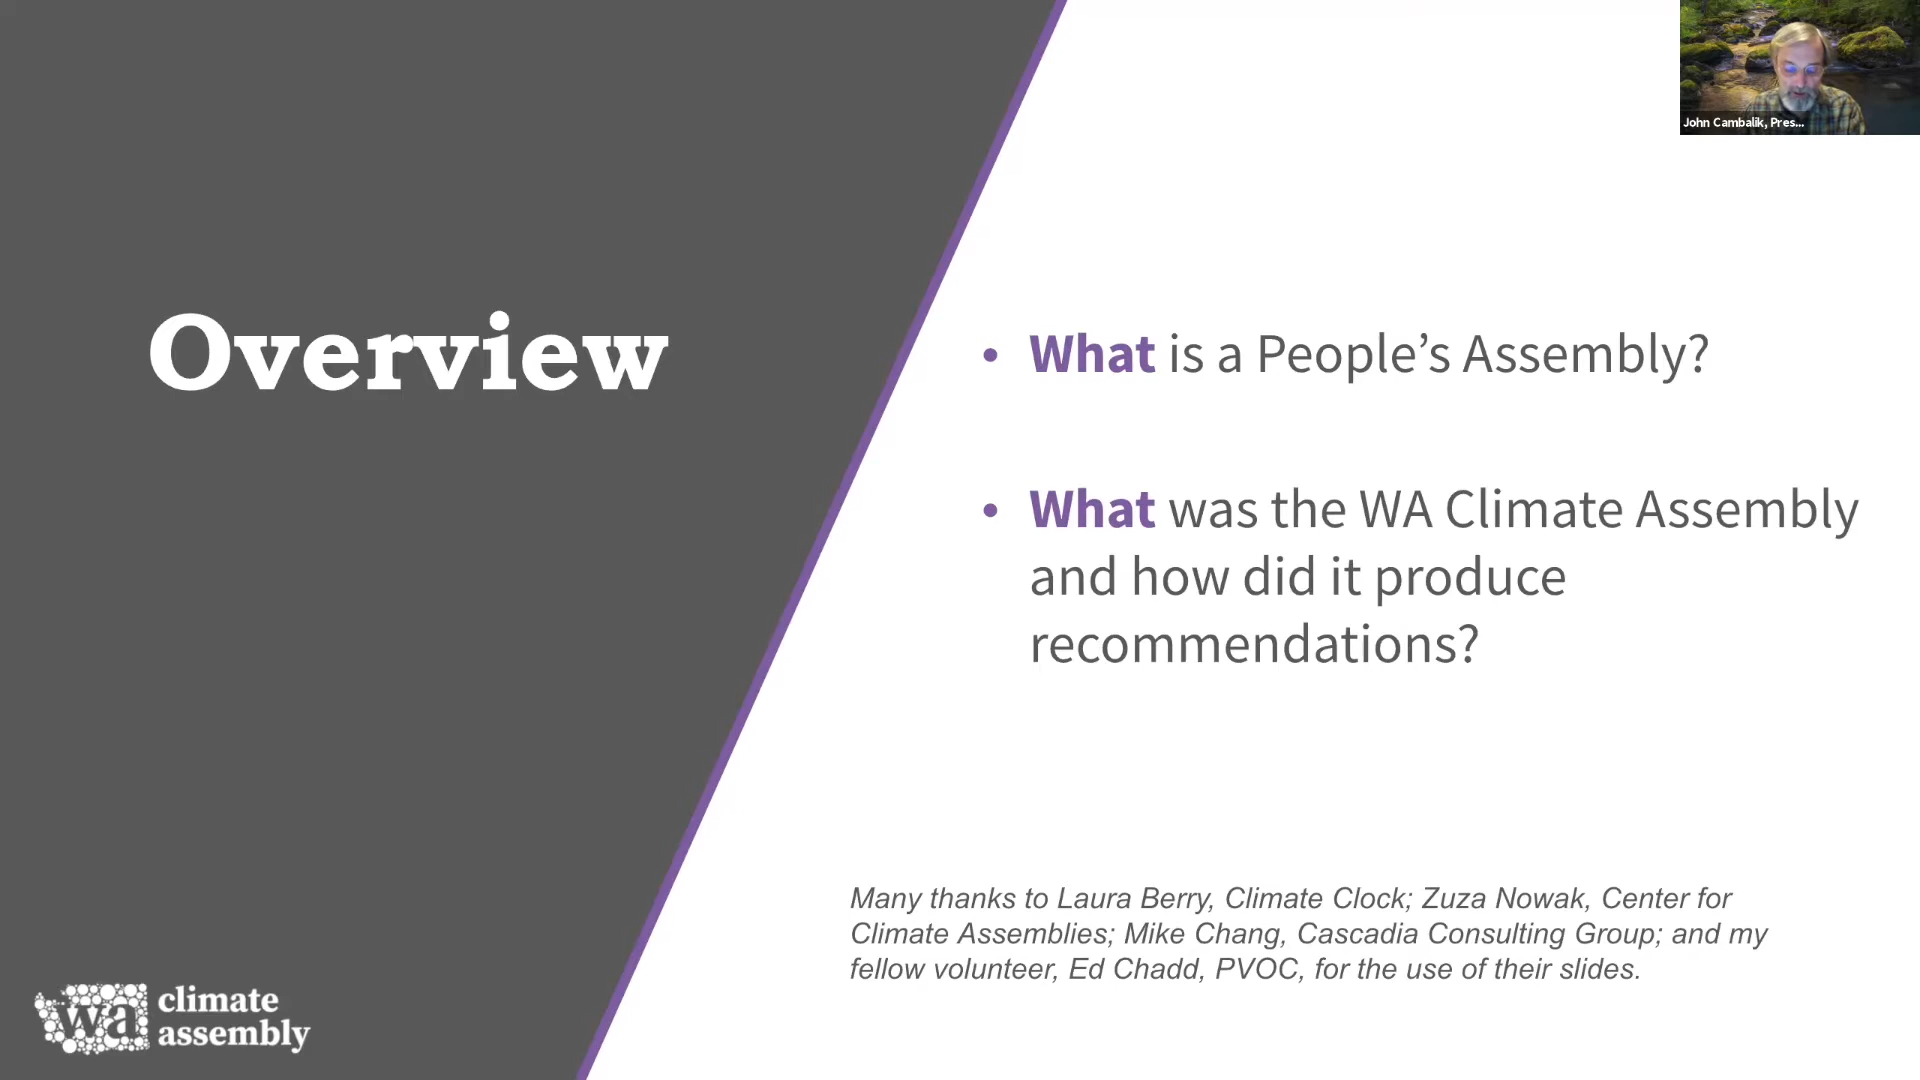 John Cambalik, Pres...
Overview
• What is a People’s Assembly?
• What was the WA Climate Assembly
and how did it produce
recommendations?
Many thanks to Laura Berry, Climate Clock; Zuza Nowak, Center for
Climate Assemblies; Mike Chang, Cascadia Consulting Group; and my
fellow volunteer, Ed Chadd, PVOC, for the use of their slides.
wa climate
assembly